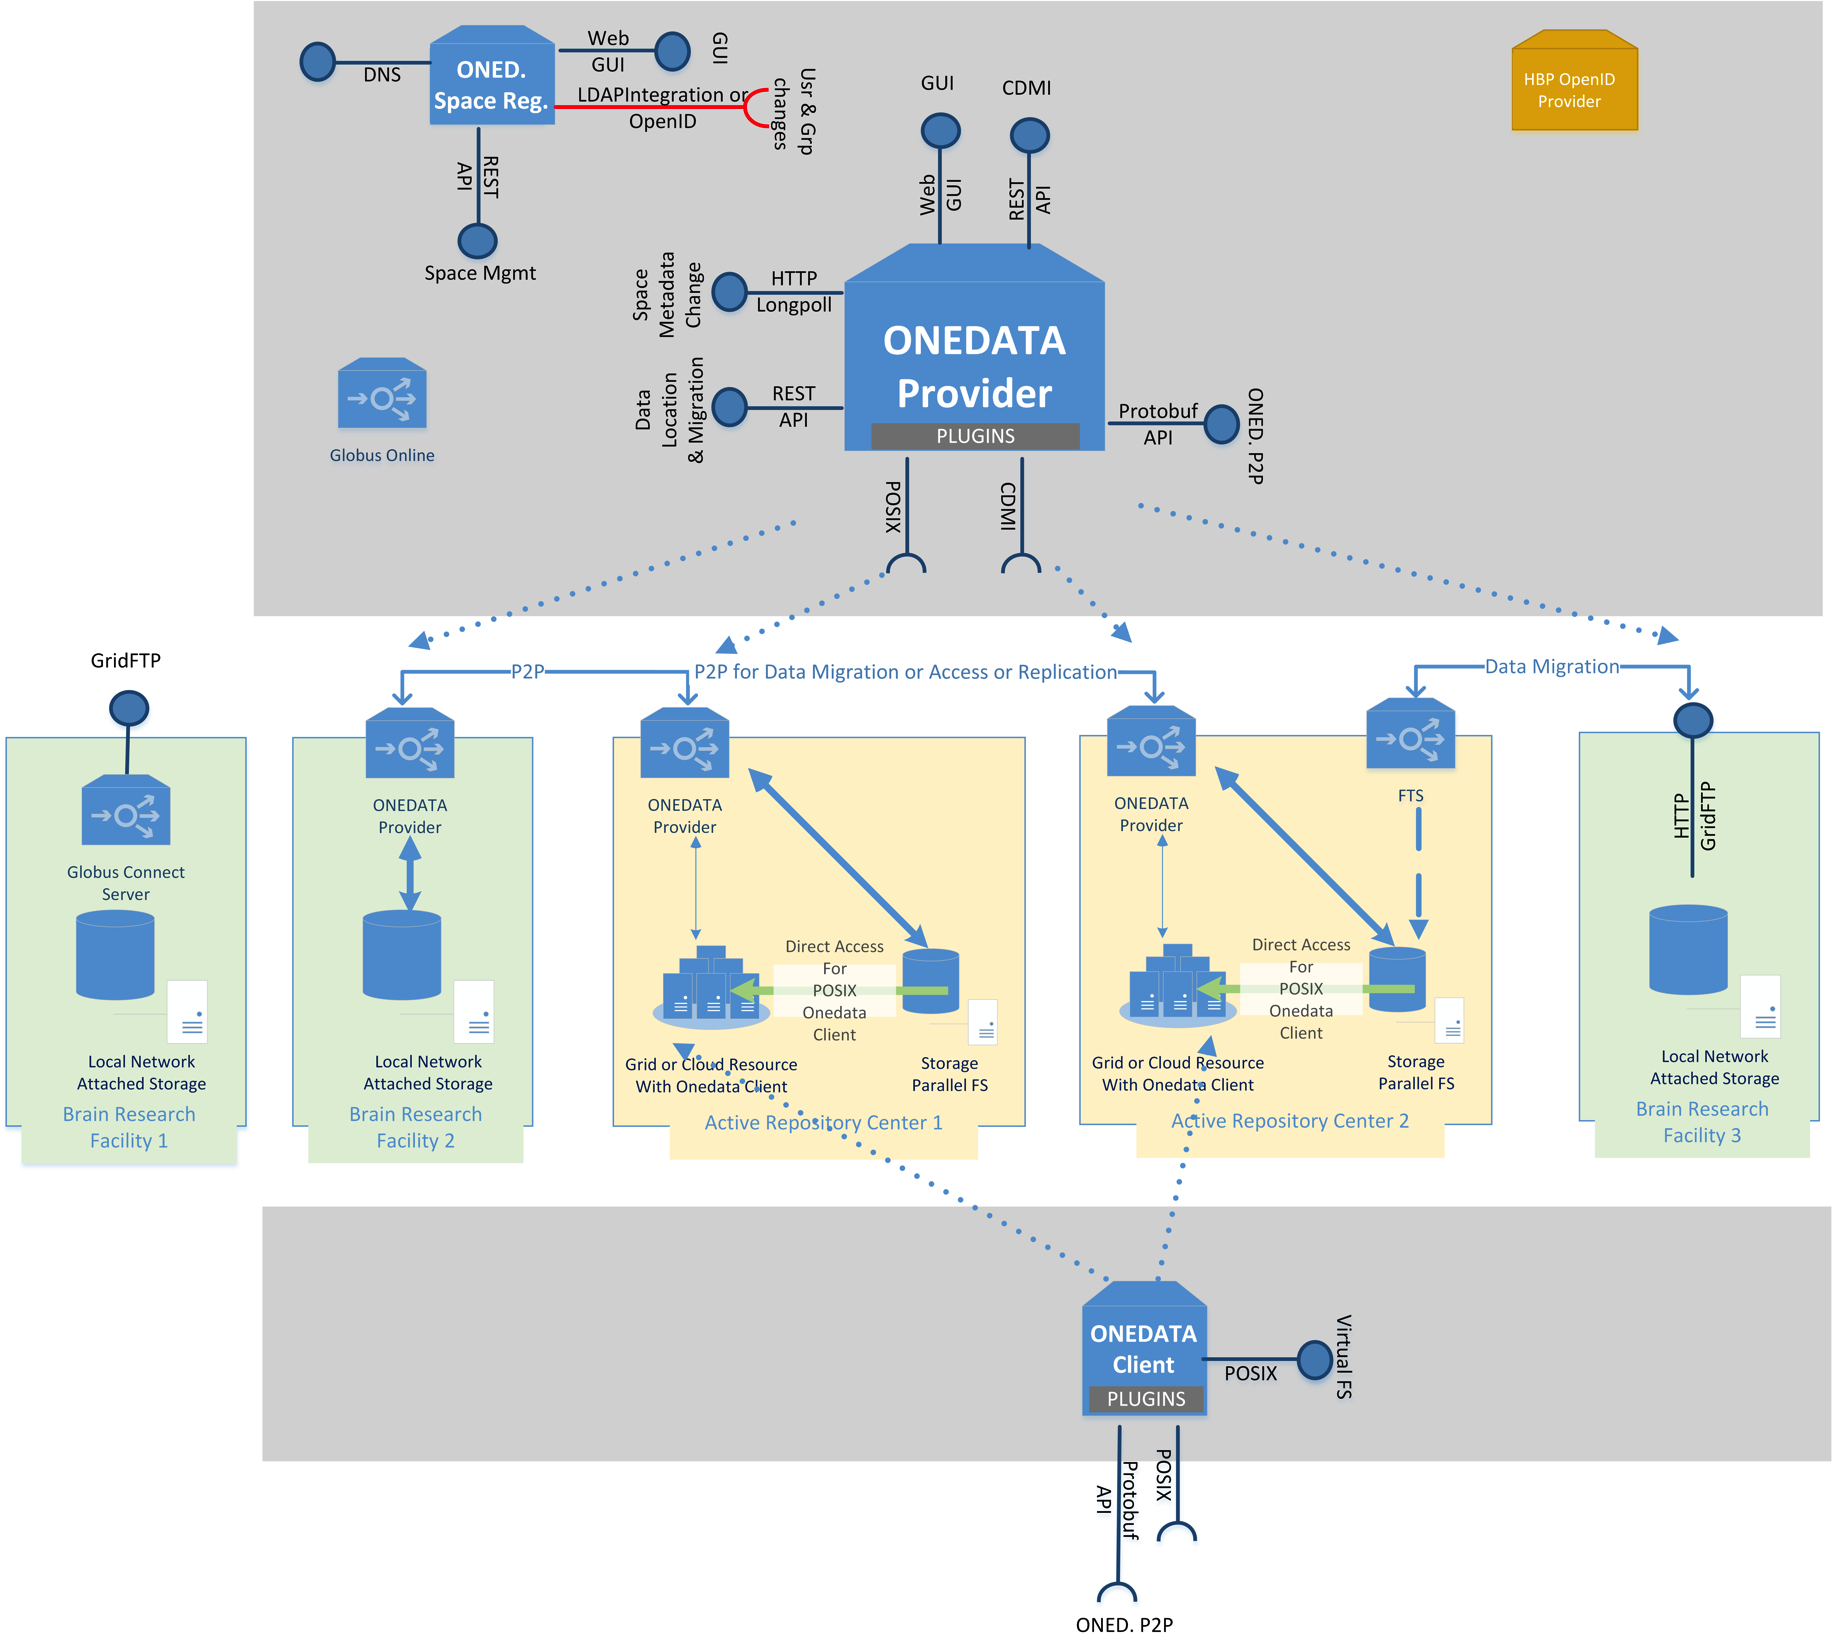 DNS
ONED.
Space Reg.
Web
GUI
GUI
LDAPIntegration or
OpenID
Usr & Grp
changes
REST
API
Space Mgmt
HBP OpenID
Provider
GUI
CDMI
Web
GUI
REST
API
Space
Metadata
Change
HTTP
Longpoll
ONEDATA
Provider
PLUGINS
Data
Location
& Migration
REST
API
Protobuf
API
ONED. P2P
POSIX
CDMI
Globus Online
GridFTP
P2P
P2P for Data Migration or Access or Replication
Data Migration
Globus Connect
Server
Local Network
Attached Storage
Brain Research
Facility 1
ONEDATA
Provider
Local Network
Attached Storage
Brain Research
Facility 2
ONEDATA
Provider
Direct Access
For
POSIX
Onedata
Client
Grid or Cloud Resource
With Onedata Client
Storage
Parallel FS
Active Repository Center 1
ONEDATA
Provider
FTS
Direct Access
For
POSIX
Onedata
Client
Grid or Cloud Resource
With Onedata Client
Storage
Parallel FS
Active Repository Center 2
HTTP
GridFTP
Local Network
Attached Storage
Brain Research
Facility 3
ONEDATA
Client
PLUGINS
POSIX
Virtual FS
Protobuf
API
POSIX
ONED. P2P